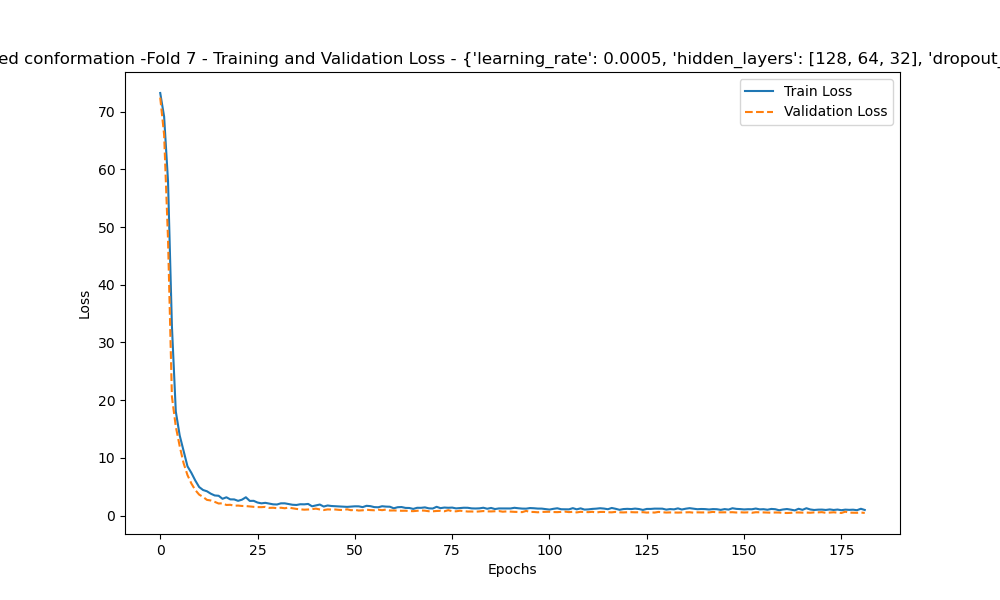 ed conformation -Fold 7 - Training and Validation Loss - {'learning_rate': 0.0005, 'hidden_layers': [128, 64, 32], 'dropout_
Train Loss
Validation Loss
70
60
50
40
30
20
10
0
Loss
0 25 50 75 100 125 150 175
Epochs